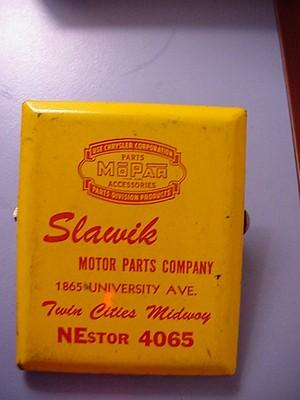 USE CHRYSLER CORPORATION
PARTS
MOPAR
ACCESSORIES
PARTS DIVISION PRODUCTS
Slawik
MOTOR PARTS COMPANY
1865 UNIVERSITY AVE.
Twin Cities Midway
NEstor 4065